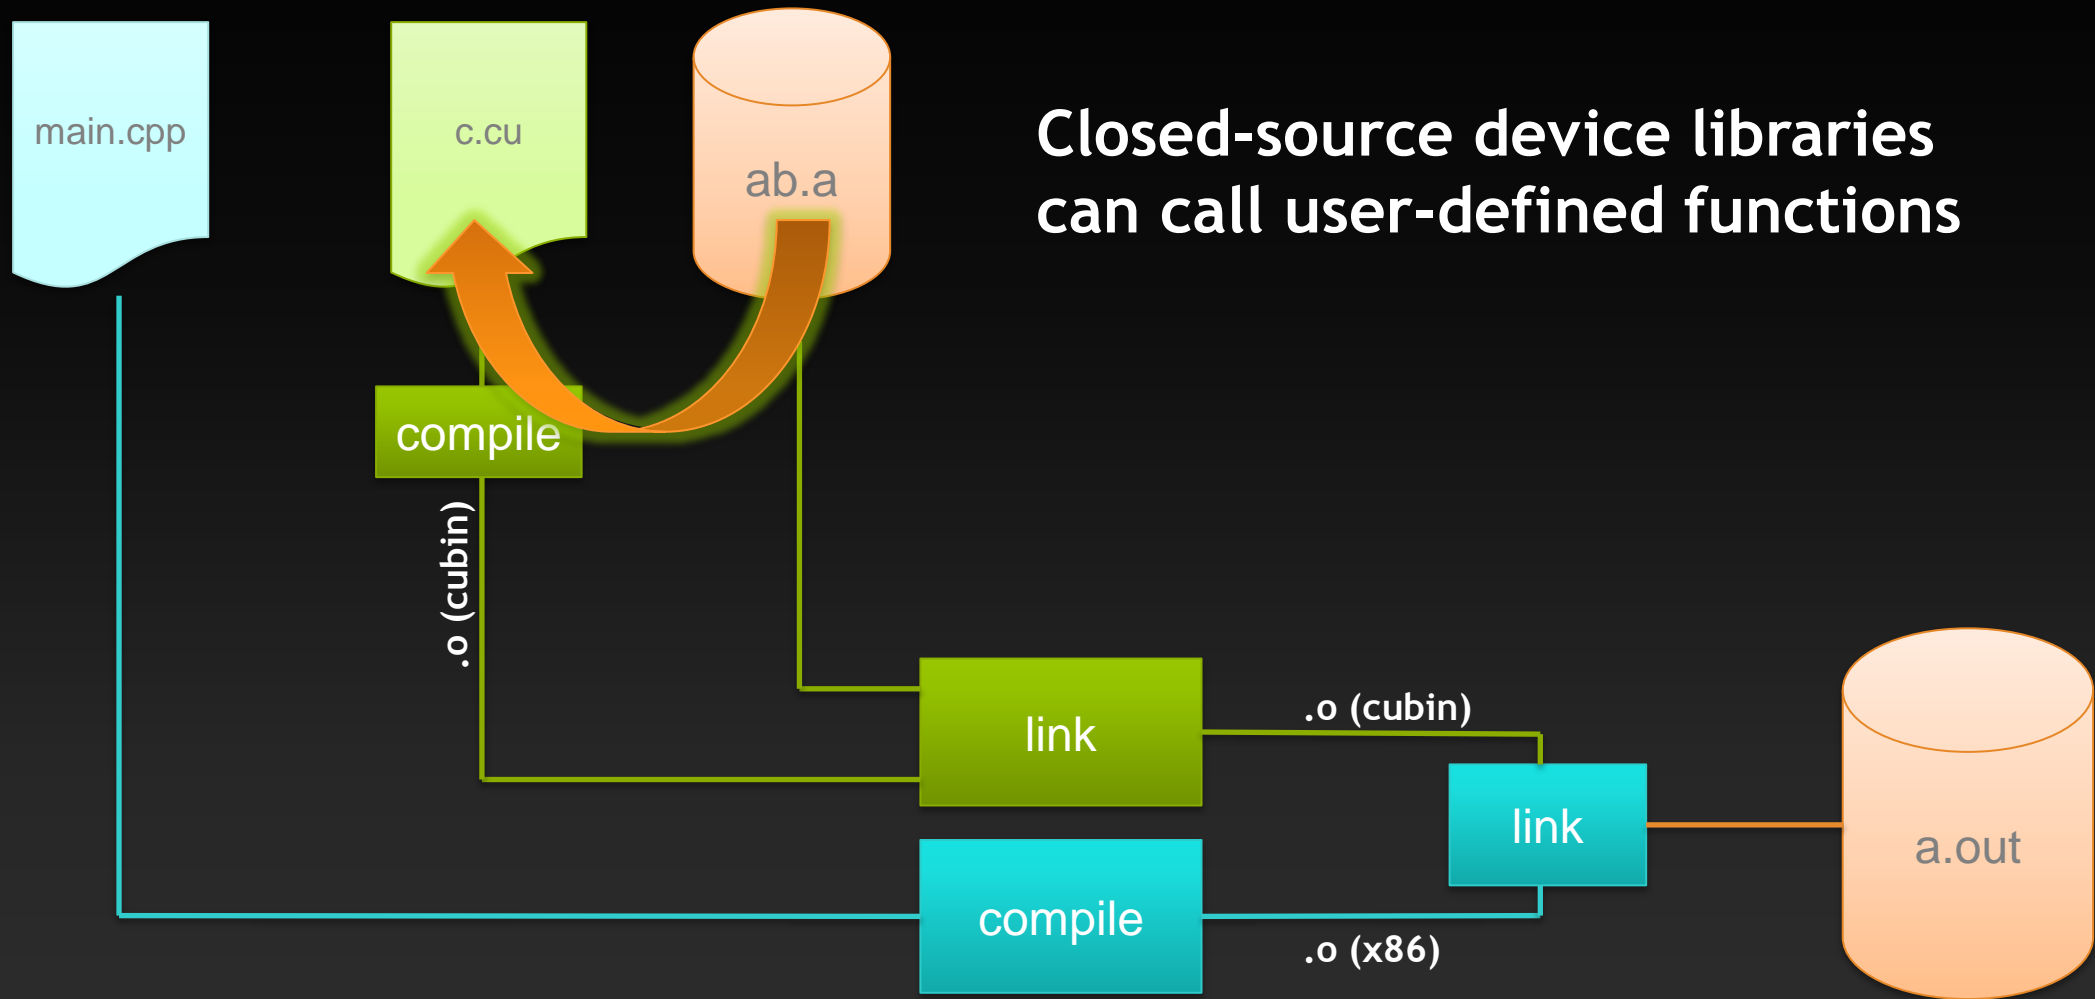 main.cpp
c.cu
ab.a
Closed-source device libraries
can call user-defined functions
compile
.o (cubin)
link
.o (cubin)
link
a.out
compile
.o (x86)